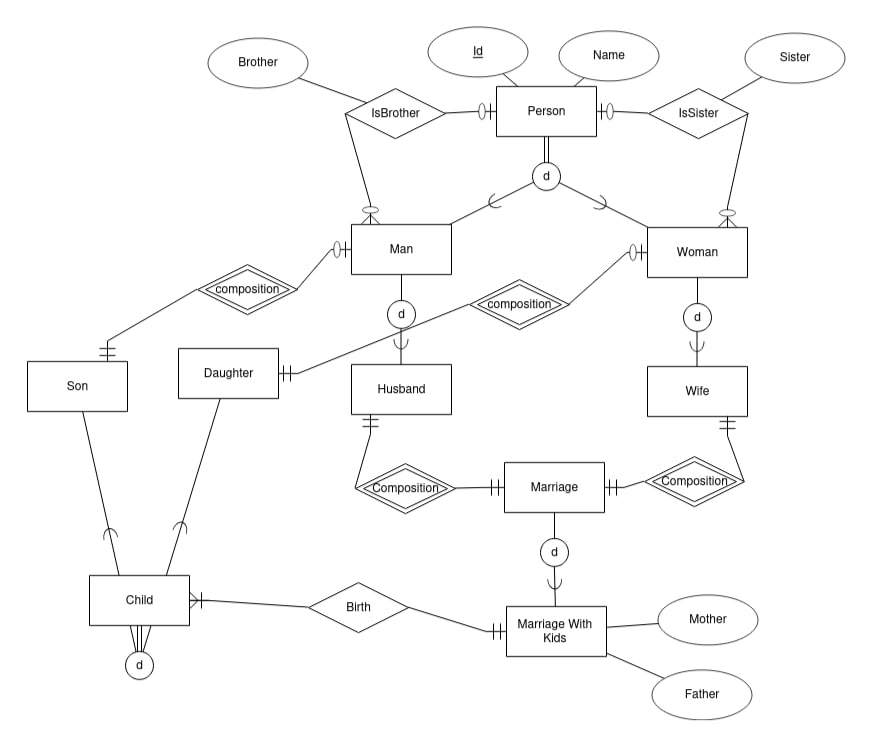 Brother
Id
Name
Sister
IsBrother
Person
IsSister
d
Man
Woman
composition
composition
d
d
Son
Daughter
Husband
Wife
Composition
Marriage
Composition
d
Child
Birth
Marriage With
Kids
Mother
d
Father